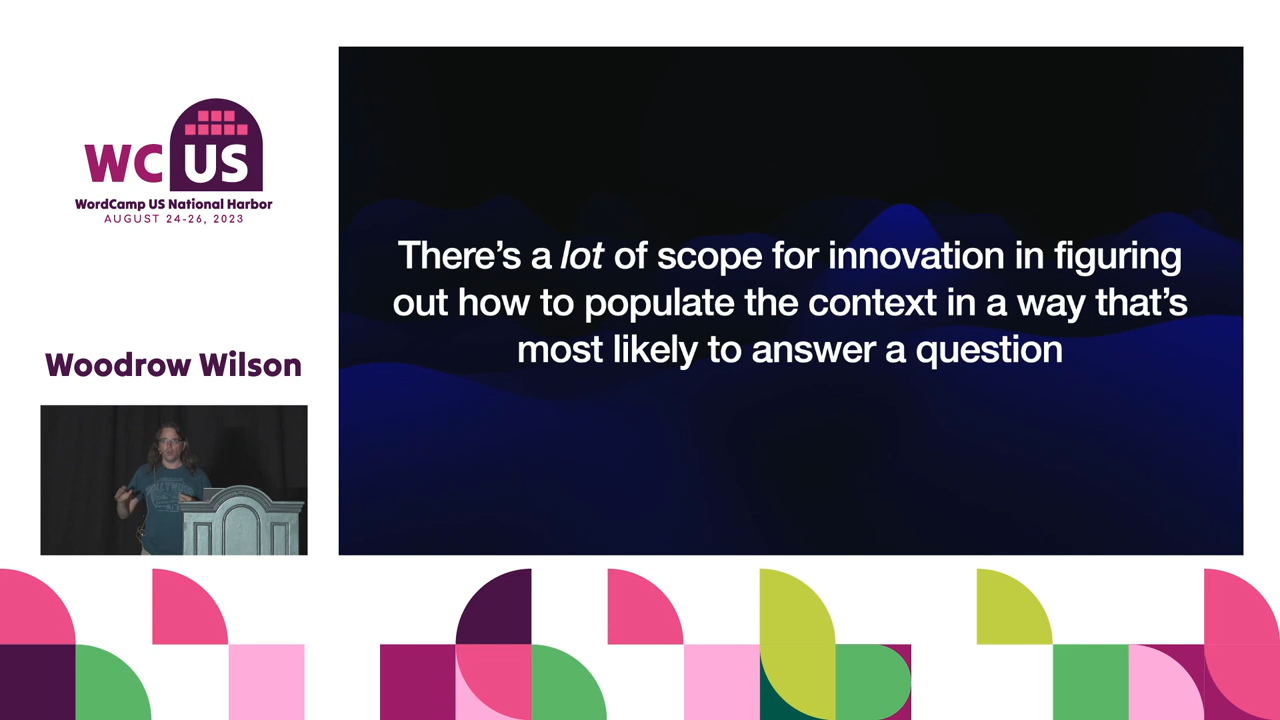 WC US
WordCamp US National Harbor
AUGUST 24-26, 2023
Woodrow Wilson
There's a lot of scope for innovation in figuring
out how to populate the context in a way that's
most likely to answer a question